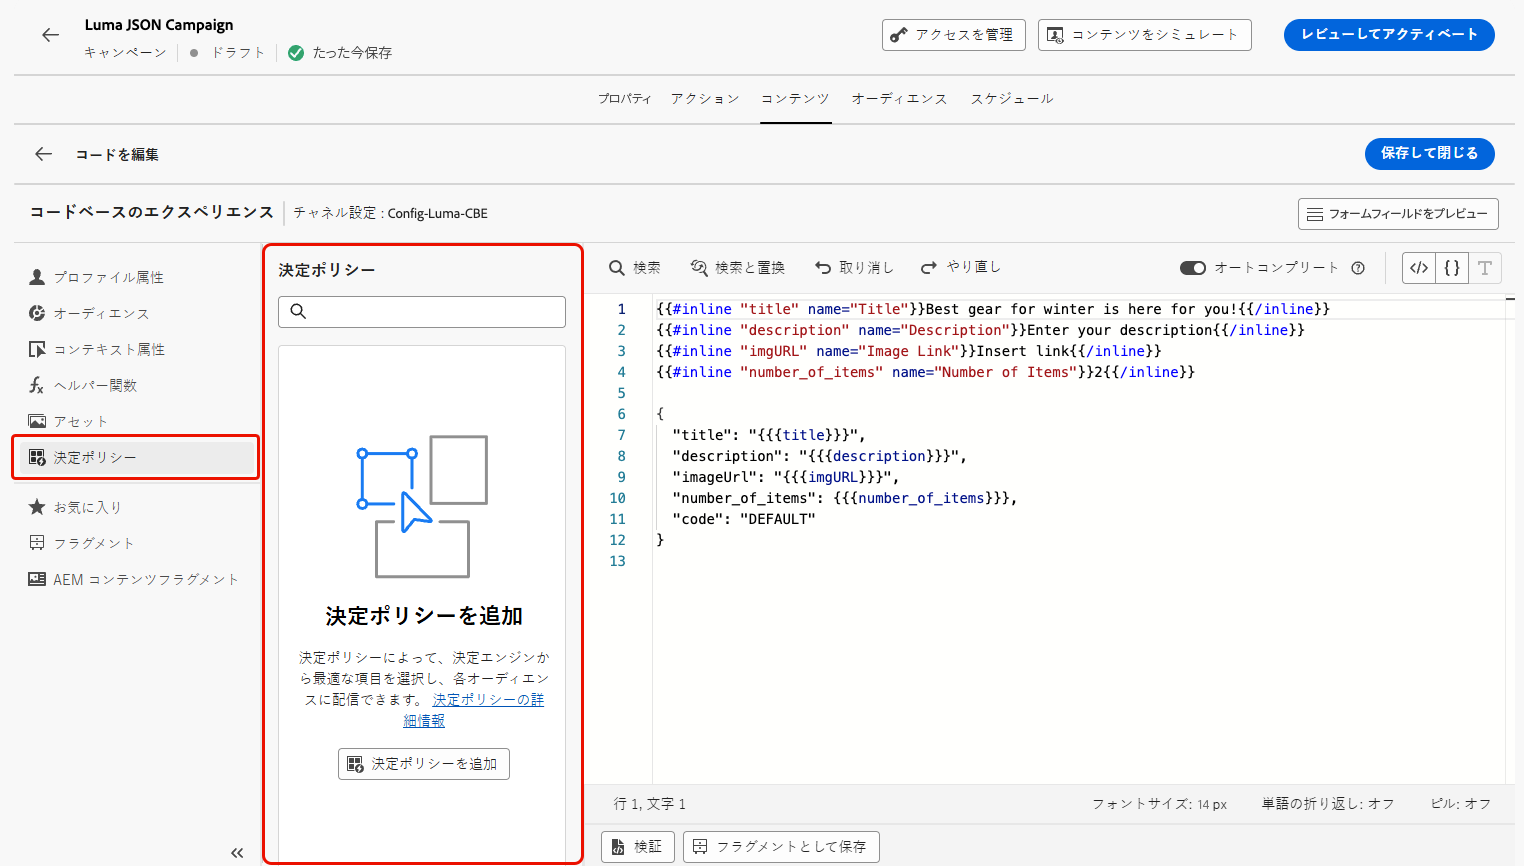 Luma JSON Campaign
キャンペーン ドラフト たった今保存
アクセスを管理 コンテンツをシミュレート レビューしてアクティベート
プロパティ アクション コンテンツ オーディエンス スケジュール
コードを編集 保存して閉じる
コードベースのエクスペリエンス チャネル設定 : Config-Luma-CBE フォームフィールドをプレビュー
プロファイル属性
オーディエンス
コンテキスト属性
ヘルパー関数
アセット
決定ポリシー
お気に入り
フラグメント
AEM コンテンツフラグメント
決定ポリシー
決定ポリシーを追加
決定ポリシーによって、決定エンジンか
ら最適な項目を選択し、各オーディエン
スに配信できます。 決定ポリシーの詳
細情報
決定ポリシーを追加
検索 検索と置換 取り消し やり直し オートコンプリート
1 {{#inline "title" name="Title"}}Best gear for winter is here for you!{{/inline}}
2 {{#inline "description" name="Description"}}Enter your description{{/inline}}
3 {{#inline "imgURL" name="Image Link"}}Insert link{{/inline}}
4 {{#inline "number_of_items" name="Number of Items"}}2{{/inline}}
5
6 {
7 "title": "{{{title}}}",
8 "description": "{{{description}}}",
9 "imageUrl": "{{{imgURL}}}",
10 "number_of_items": {{{number_of_items}}},
11 "code": "DEFAULT"
12 }
13
行 1, 文字 1 フォントサイズ: 14 px 単語の折り返し: オフ ピル: オフ
検証 フラグメントとして保存